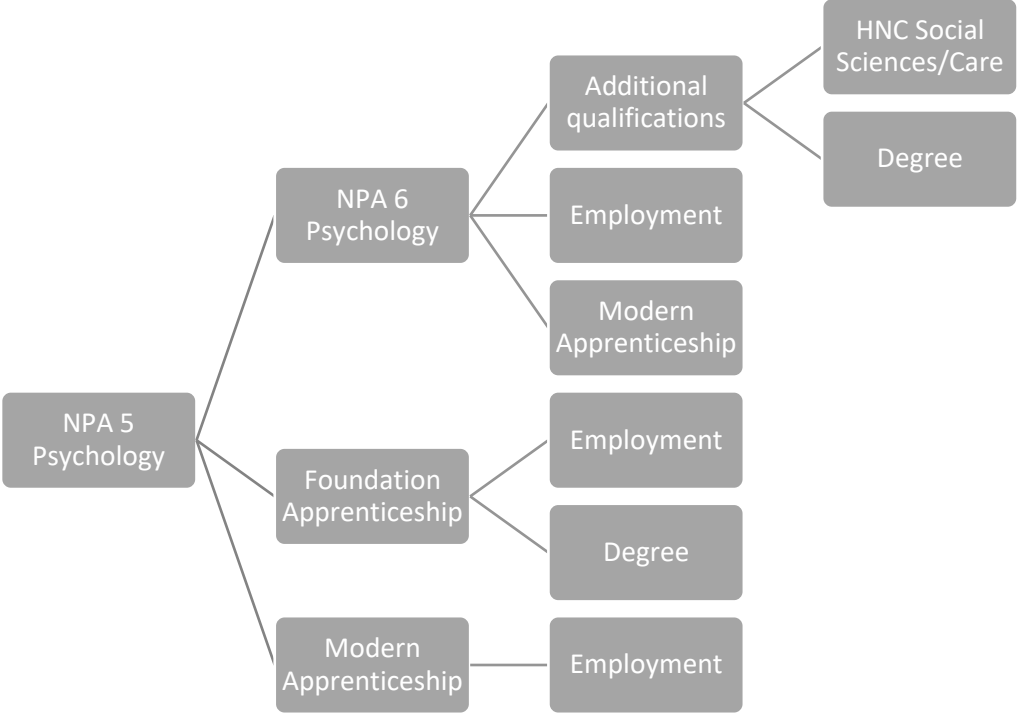 HNC Social
Sciences/Care
Additional
qualifications
Degree
NPA 6
Psychology
Employment
Modern
Apprenticeship
NPA 5
Psychology
Employment
Foundation
Apprenticeship
Degree
Modern
Apprenticeship
Employment